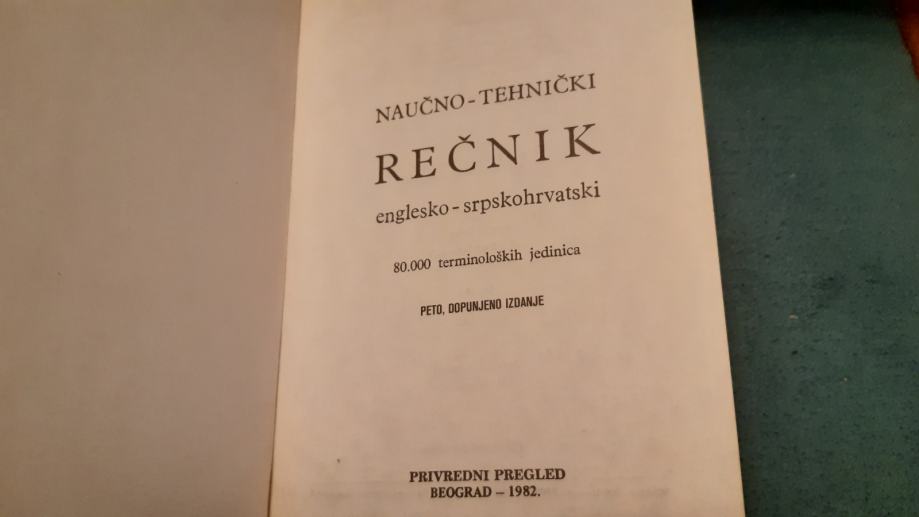 NAUČNO-TEHNIČKI
REČNIK
englesko-srpskohrvatski
80.000 terminoloških jedinica
PETO, DOPUNJENO IZDANJE
PRIVREDNI PREGLED
BEOGRAD – 1982.